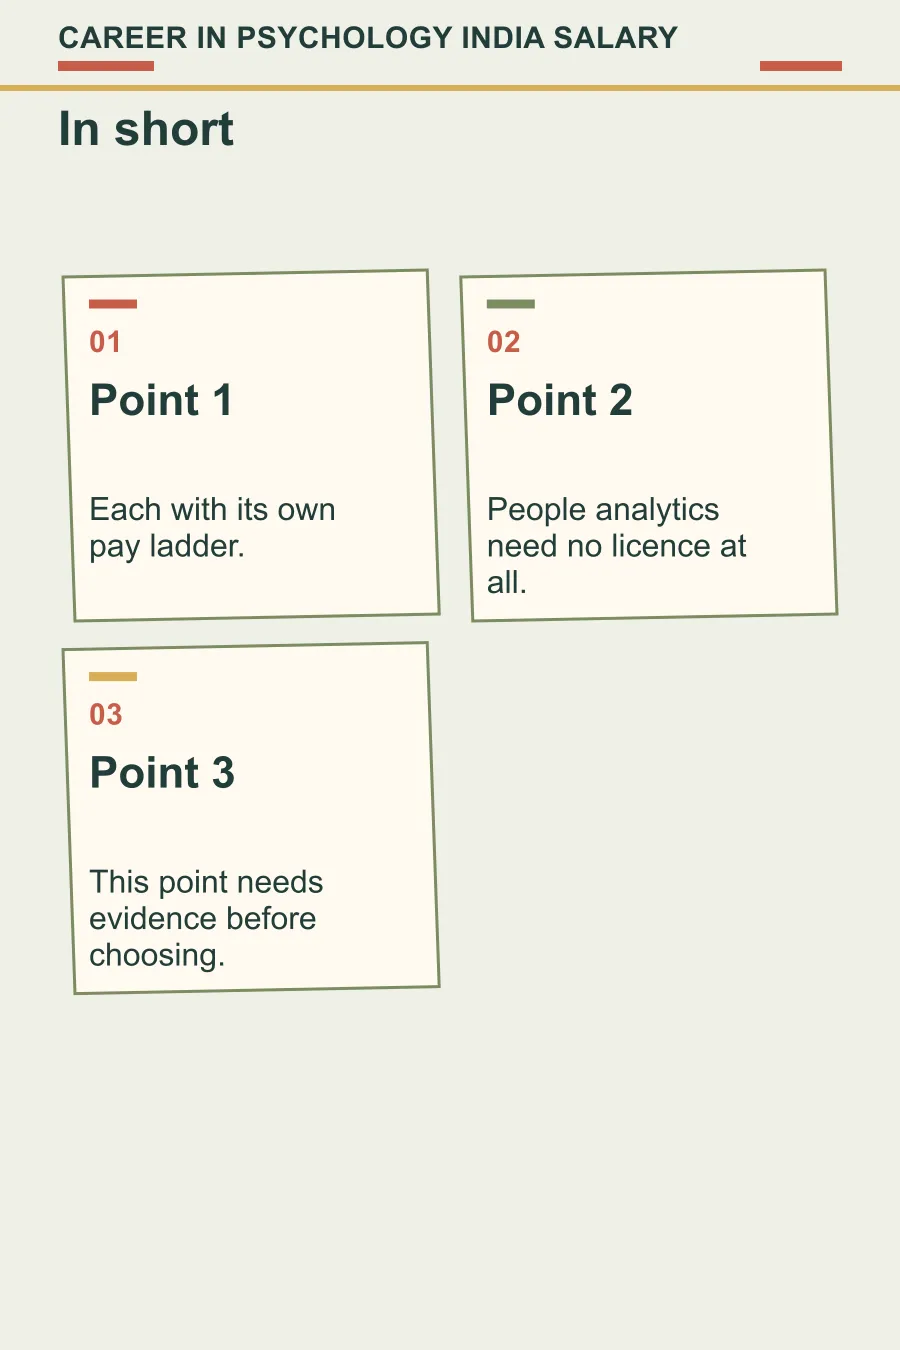 CAREER IN PSYCHOLOGY INDIA SALARY
In short
01
Point 1
Each with its own
pay ladder.
02
Point 2
People analytics
need no licence at
all.
03
Point 3
This point needs
evidence before
choosing.